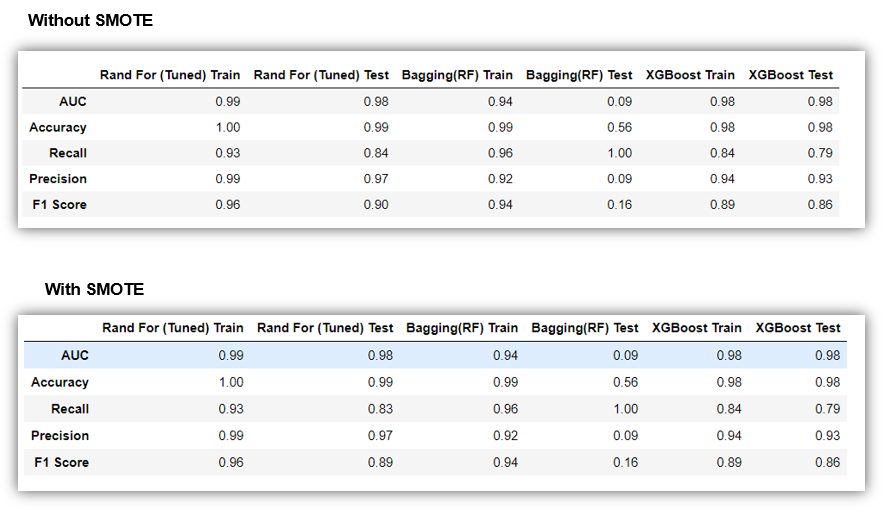 Without SMOTE
Rand For (Tuned) Train Rand For (Tuned) Test Bagging(RF) Train Bagging(RF) Test XGBoost Train XGBoost Test
AUC 0.99 0.98 0.94 0.09 0.98 0.98
Accuracy 1.00 0.99 0.99 0.56 0.98 0.98
Recall 0.93 0.84 0.96 1.00 0.84 0.79
Precision 0.99 0.97 0.92 0.09 0.94 0.93
F1 Score 0.96 0.90 0.94 0.16 0.89 0.86
With SMOTE
Rand For (Tuned) Train Rand For (Tuned) Test Bagging(RF) Train Bagging(RF) Test XGBoost Train XGBoost Test
AUC 0.99 0.98 0.94 0.09 0.98 0.98
Accuracy 1.00 0.99 0.99 0.56 0.98 0.98
Recall 0.93 0.83 0.96 1.00 0.84 0.79
Precision 0.99 0.97 0.92 0.09 0.94 0.93
F1 Score 0.96 0.89 0.94 0.16 0.89 0.86